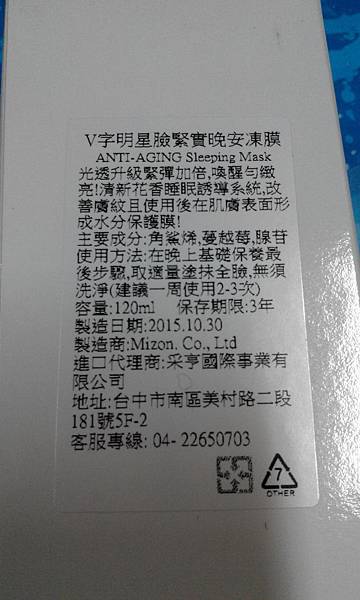 V字明星臉緊實晚安凍膜
ANTI-AGING Sleeping Mask
光透升級緊彈加倍,喚醒勻緻
亮!清新花香睡眠誘導系統,改
善膚紋且使用後在肌膚表面形
成水分保護膜!
主要成分:角鯊烯,蔓越莓,腺苷
使用方法:在晚上基礎保養最
後步驟,取適量塗抹全臉,無須
洗淨(建議一周使用2-3次)
容量:120ml 保存期限:3年
製造日期:2015.10.30
製造商:Mizon. Co., Ltd
進口代理商:采亨國際事業有
限公司
地址:台中市南區美村路二段
181號5F-2
客服專線: 04- 22650703
7
OTHER